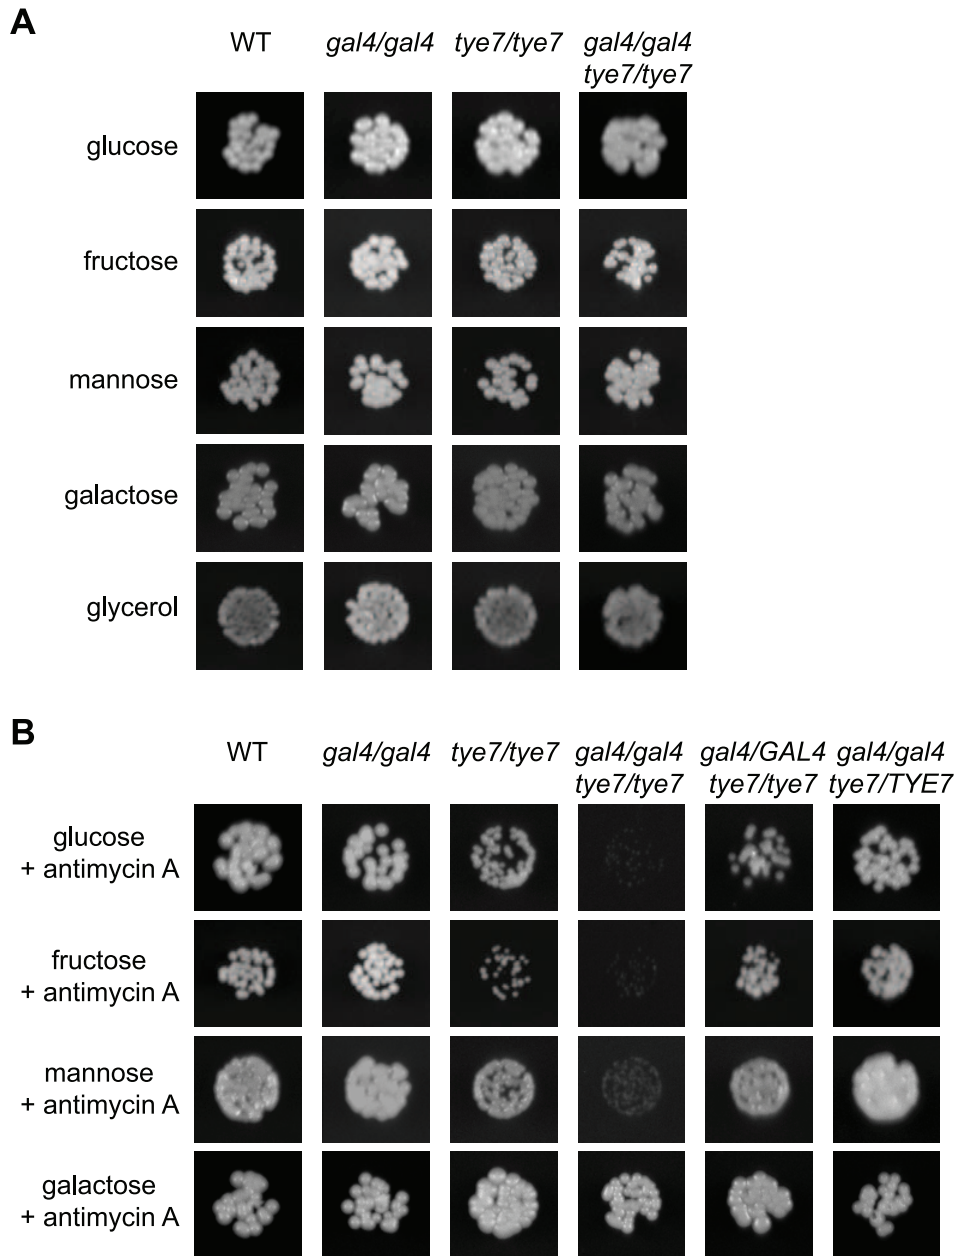 A
WT gal4/gal4 tye7/tye7 gal4/gal4
tye7/tye7
glucose
fructose
mannose
galactose
glycerol
B
WT gal4/gal4 tye7/tye7 gal4/gal4 gal4/GAL4 gal4/gal4
tye7/tye7 tye7/tye7 tye7/TYE7
glucose
+ antimycin A
fructose
+ antimycin A
mannose
+ antimycin A
galactose
+ antimycin A